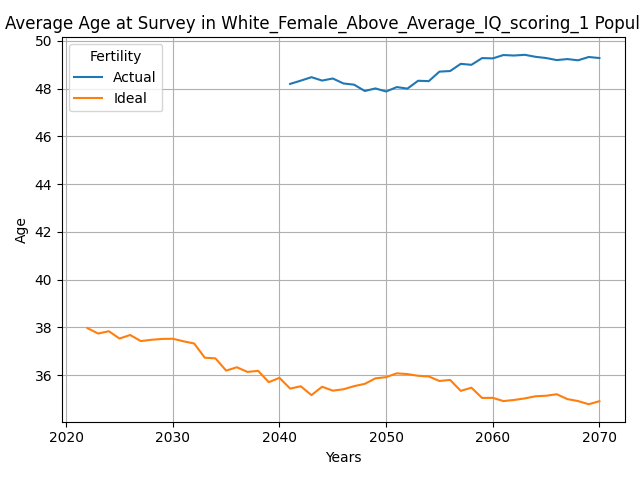 Average Age at Survey in White_Female_Above_Average_IQ_scoring_1 Popul
Fertility
Actual
Ideal
Age
50
48
46
44
42
40
38
36
2020 2030 2040 2050 2060 2070
Years